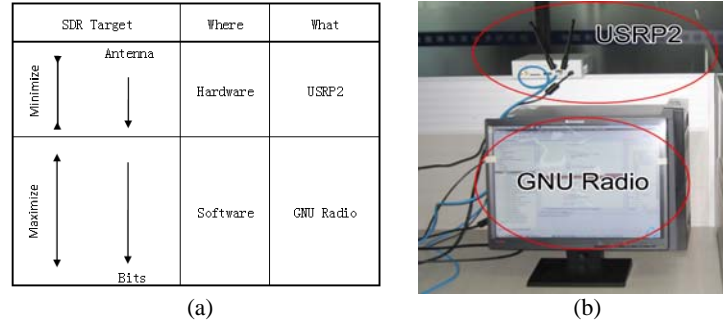 SDR Target Where What
Antenna
Minimize
Hardware USRP2
Maximize
Software GNU Radio
Bits
(a)
USRP2
GNU Radio
(b)